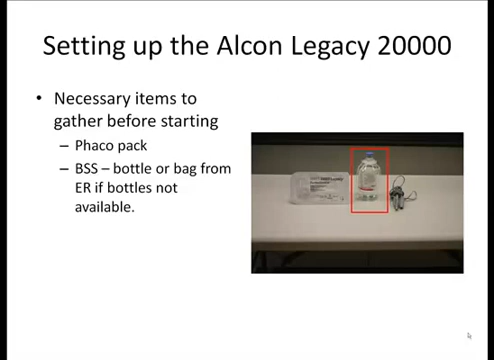 Setting up the Alcon Legacy 20000
• Necessary items to
gather before starting
– Phaco pack
– BSS – bottle or bag from
ER if bottles not
available.